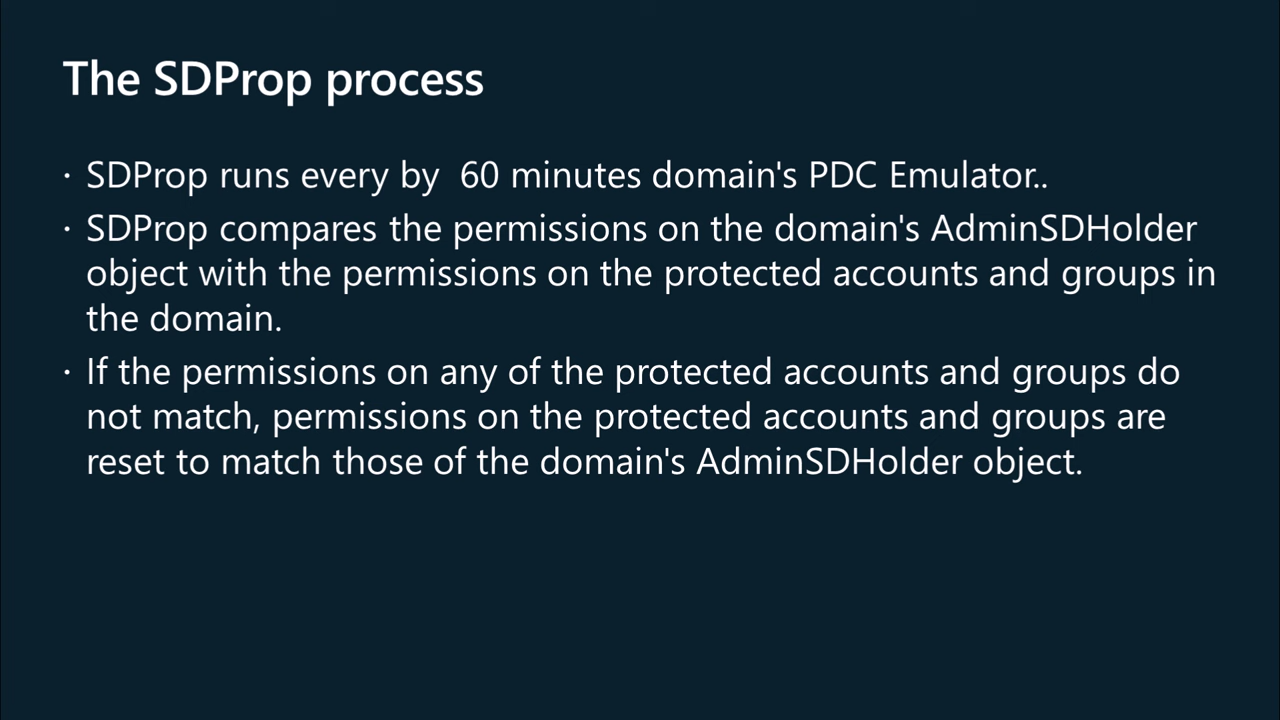 The SDProp process
· SDProp runs every by  60 minutes domain's PDC Emulator..
· SDProp compares the permissions on the domain's AdminSDHolder
object with the permissions on the protected accounts and groups in
the domain.
· If the permissions on any of the protected accounts and groups do
not match, permissions on the protected accounts and groups are
reset to match those of the domain's AdminSDHolder object.